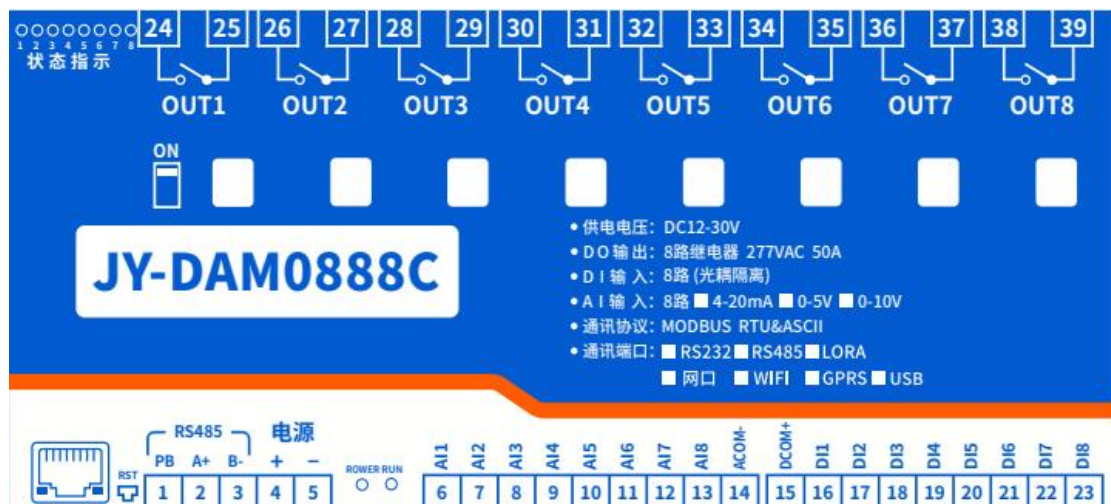 24 25 26 27 28 29 30 31 32 33 34 35 36 37 38 39
1 2 3 4 5 6 7 8
状态指示
OUT1 OUT2 OUT3 OUT4 OUT5 OUT6 OUT7 OUT8
ON
JY-DAM0888C
•供电电压：DC12-30V
•DO输出：8路继电器 277VAC 50A
•DI输入：8路(光耦隔离)
•AI输入：8路 4-20mA 0-5V 0-10V
•通讯协议：MODBUS RTU&ASCII
•通讯端口：RS232 RS485 LORA
网口 WIFI GPRS USB
RS485 电源
RST PB A+ B- + − ROWER RUN AI1 AI2 AI3 AI4 AI5 AI6 AI7 AI8 ACOM- DCOM+ DI1 DI2 DI3 DI4 DI5 DI6 DI7 DI8
1 2 3 4 5 6 7 8 9 10 11 12 13 14 15 16 17 18 19 20 21 22 23